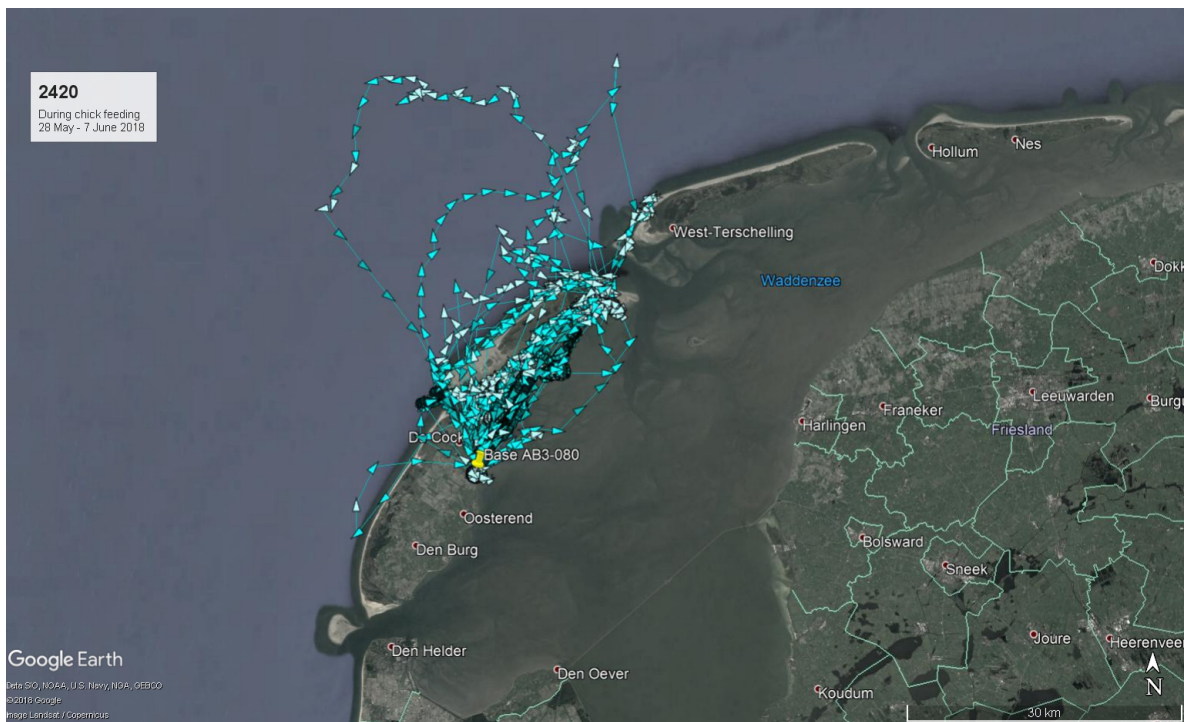 2420
During chick feeding
28 May - 7 June 2018
Hollum
Nes
West-Terschelling
Waddenzee
Dokk
Leeuwarden
Burgu
Franeker
Harlingen
Friesland
De Cock
Base AB3-080
Oosterend
Den Burg
Bolsward
Sneek
Joure
Heerenveen
Den Helder
Den Oever
Koudum
Google Earth
Data SIO, NOAA, U.S. Navy, NGA, GEBCO
©2018 Google
Image Landsat / Copernicus
N
30 km